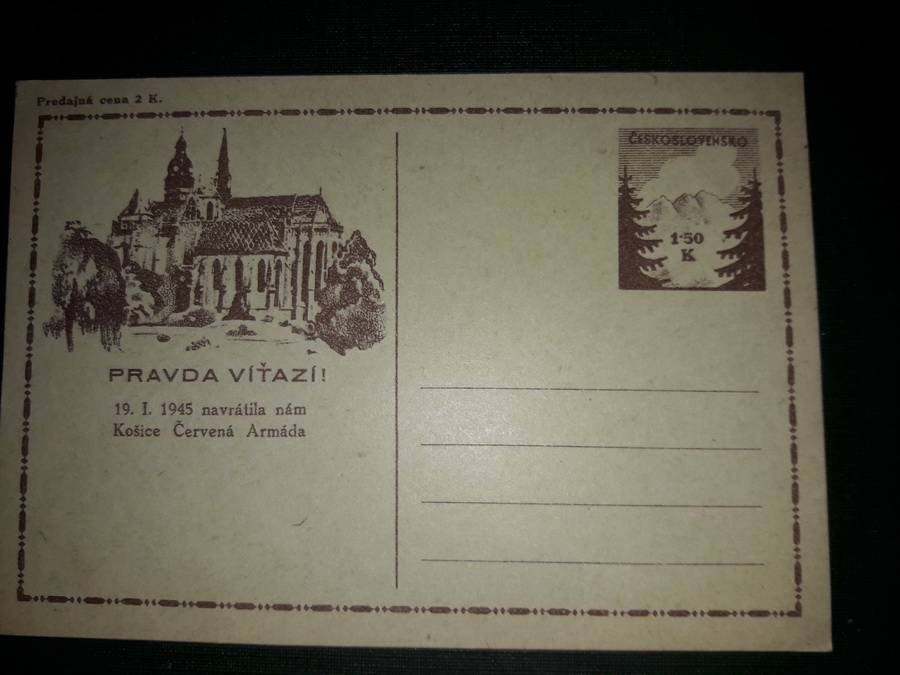 Predajná cena 2 K.
ČESKOSLOVENSKO
1·50
K
PRAVDA VÍŤAZÍ!
19. I. 1945 navrátila nám
Košice Červená Armáda